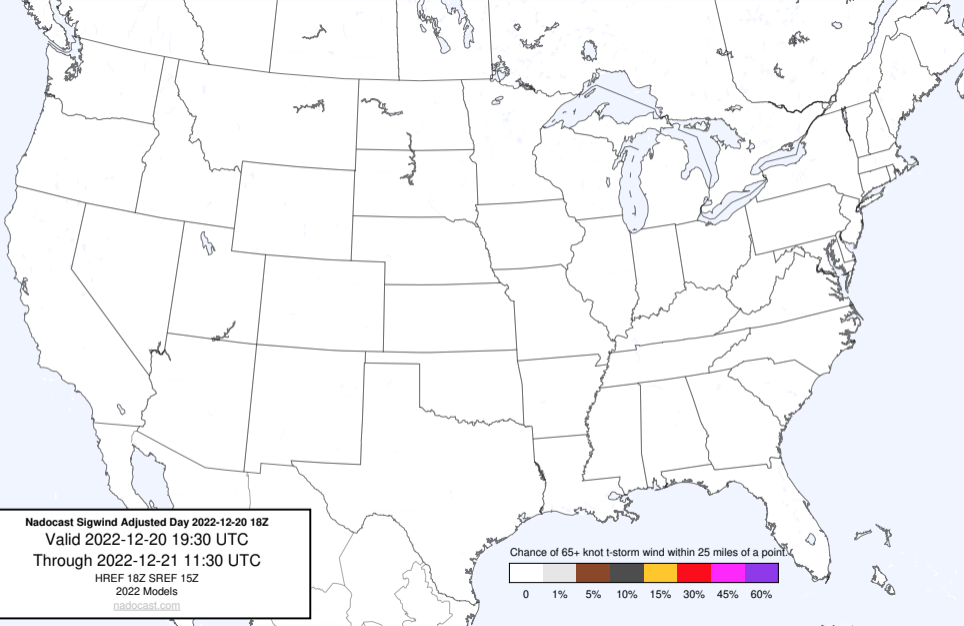 Nadocast Sigwind Adjusted Day 2022-12-20 18Z
Valid 2022-12-20 19:30 UTC
Through 2022-12-21 11:30 UTC
HREF 18Z SREF 15Z
2022 Models
nadocast.com
Chance of 65+ knot t-storm wind within 25 miles of a point.
0 1% 5% 10% 15% 30% 45% 60%